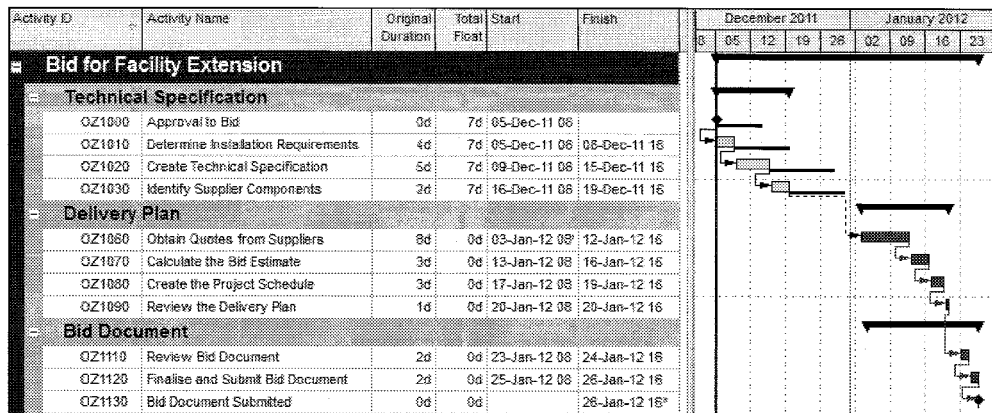 Activity ID Activity Name Original Duration Total Float Start Finish December 2011 January 2012
05 12 19 26 02 09 16 23
Bid for Facility Extension
Technical Specification
OZ1000 Approval to Bid 0d 7d 05-Dec-11 08
OZ1010 Determine Installation Requirements 4d 7d 05-Dec-11 08 08-Dec-11 16
OZ1020 Create Technical Specification 5d 7d 09-Dec-11 08 15-Dec-11 16
OZ1030 Identify Supplier Components 2d 7d 16-Dec-11 08 19-Dec-11 16
Delivery Plan
OZ1060 Obtain Quotes from Suppliers 8d 0d 03-Jan-12 08* 12-Jan-12 16
OZ1070 Calculate the Bid Estimate 3d 0d 13-Jan-12 08 16-Jan-12 16
OZ1080 Create the Project Schedule 3d 0d 17-Jan-12 08 19-Jan-12 16
OZ1090 Review the Delivery Plan 1d 0d 20-Jan-12 08 20-Jan-12 16
Bid Document
OZ1110 Review Bid Document 2d 0d 23-Jan-12 08 24-Jan-12 16
OZ1120 Finalise and Submit Bid Document 2d 0d 25-Jan-12 08 26-Jan-12 16
OZ1130 Bid Document Submitted 0d 0d 26-Jan-12 16*